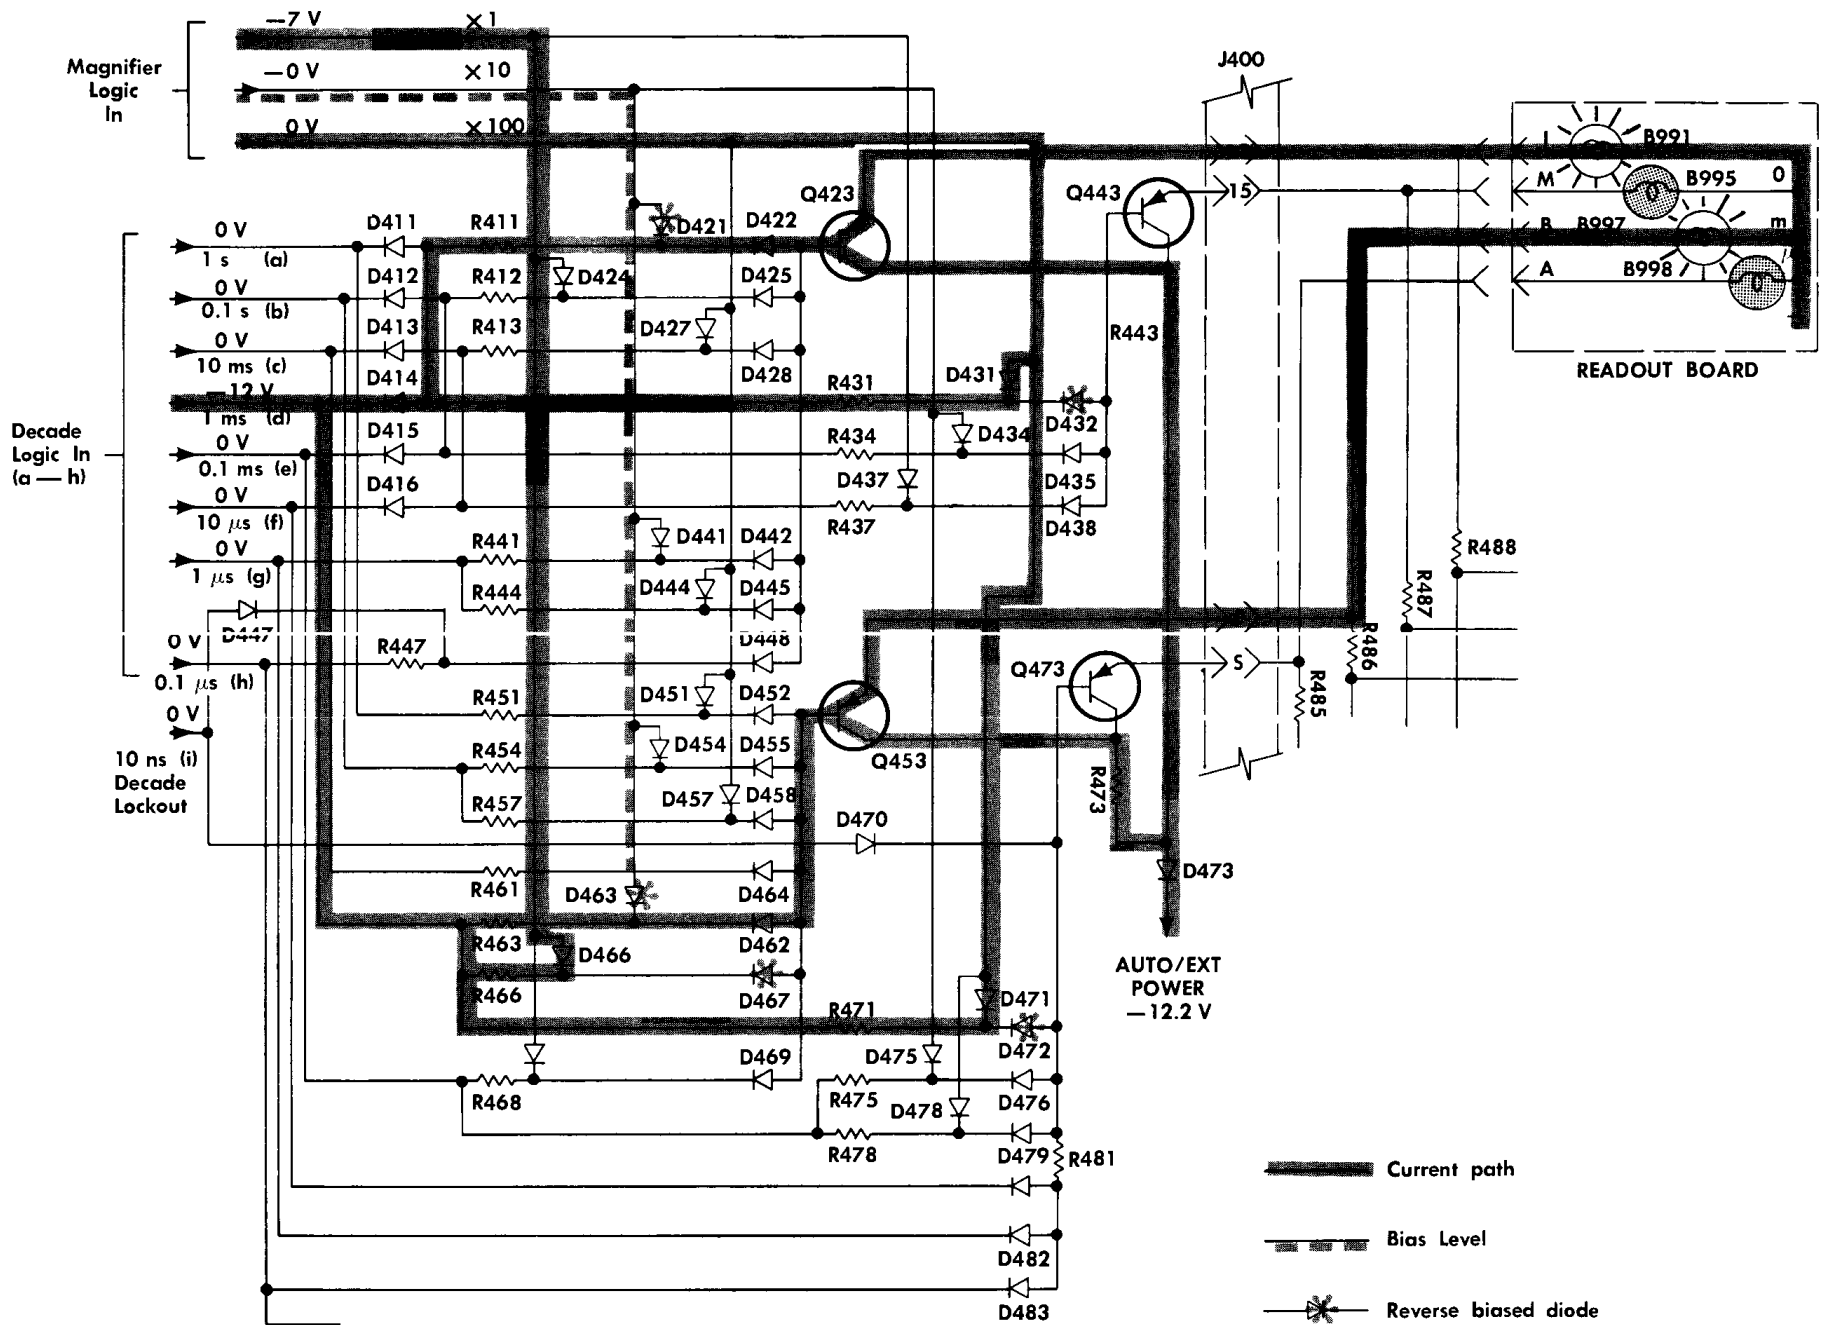 —7 V × 1
Magnifier Logic In
—0 V × 10
0 V × 100
J400
I B991
M B995 0
B B997 m
A B998
READOUT BOARD
Q423
Q443
15
D411 R411 D421 D422
0 V
1 s (a)
D412 R412 D424 D425
0 V
0.1 s (b)
D413 R413 D427
0 V
10 ms (c)
D428
R443
D414 R431 D431
—12 V
1 ms (d)
D432
Decade Logic In (a — h)
D415 R434 D434
0 V
0.1 ms (e)
D435
D416 D437
0 V
10 μs (f)
R437 D438
R441 D441 D442
0 V
1 μs (g)
R444 D444 D445
D447
R488
R487
R486
R485
0 V
R447 D448
0.1 μs (h)
Q473
S
R451 D451 D452
0 V
10 ns (i)
Decade
Lockout
R454 D454 D455
Q453
R457 D457 D458
R473
D470
D473
R461 D463 D464
R463 D462
D466
R466 D467
AUTO/EXT
POWER
—12.2 V
R471 D471
D472
D469 D475
R468 R475 D476
D478
R478 D479
R481
D482
D483
Current path
Bias Level
Reverse biased diode